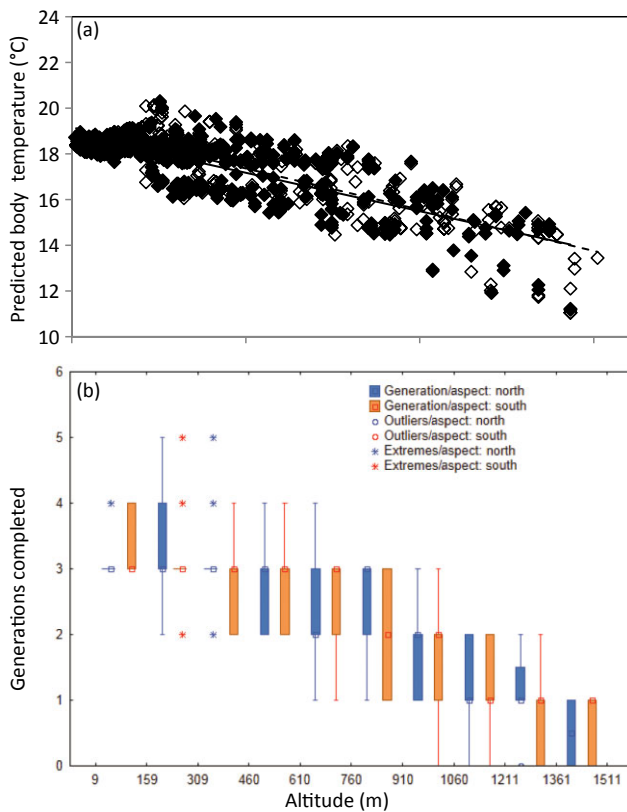 (a)
Predicted body temperature (°C)
24
22
20
18
16
14
12
10
(b)
Generations completed
6
5
4
3
2
1
0
Generation/aspect: north
Generation/aspect: south
Outliers/aspect: north
Outliers/aspect: south
Extremes/aspect: north
Extremes/aspect: south
9 159 309 460 610 760 910 1060 1211 1361 1511
Altitude (m)